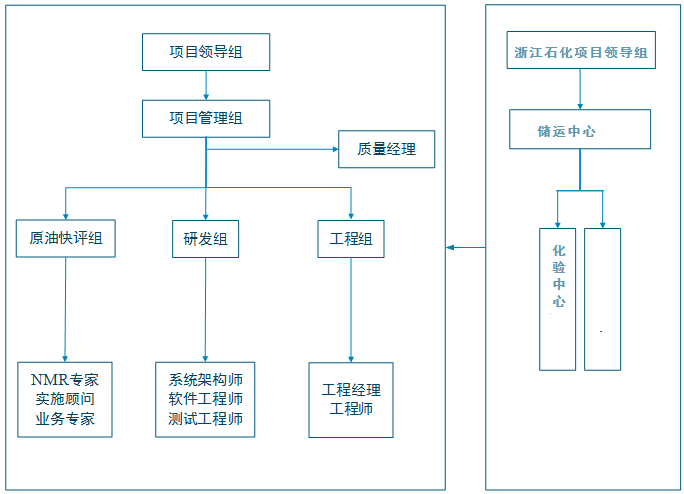 项目领导组
项目管理组
质量经理
原油快评组
研发组
工程组
NMR专家
实施顾问
业务专家
系统架构师
软件工程师
测试工程师
工程经理
工程师
浙江石化项目领导组
储运中心
化
验
中
心
.